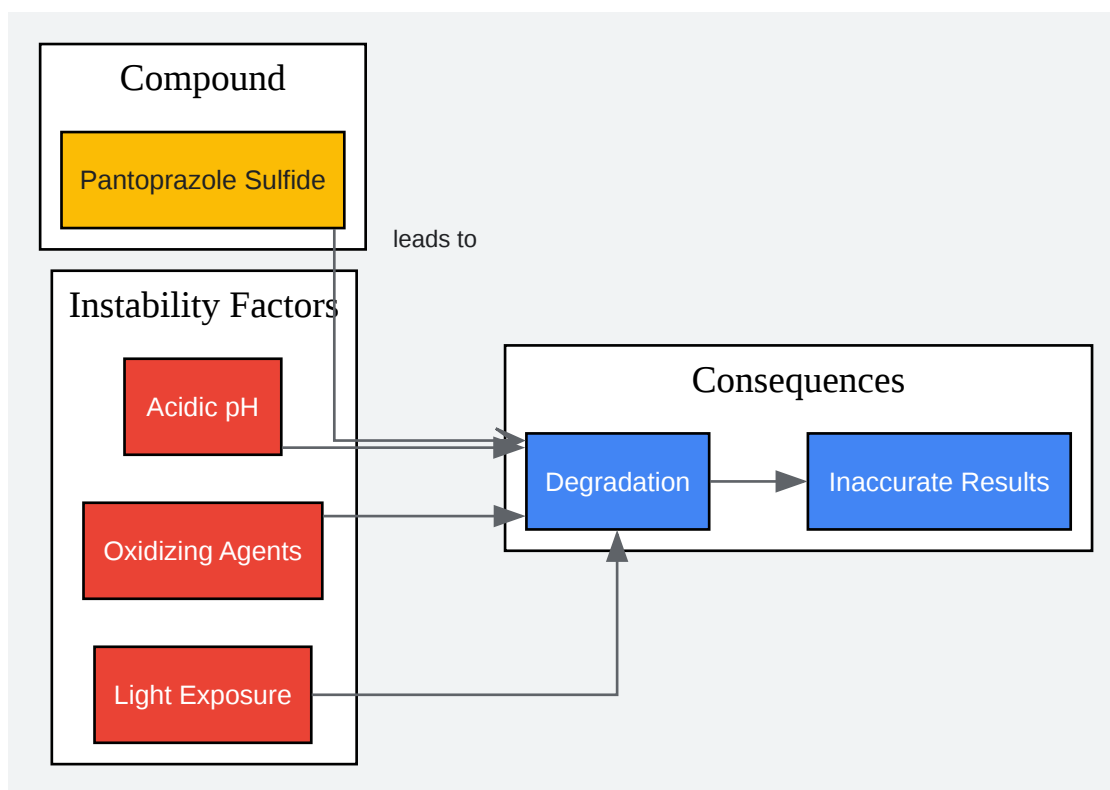 Compound
Pantoprazole Sulfide
leads to
Instability Factors
Acidic pH
Oxidizing Agents
Light Exposure
Consequences
Degradation
Inaccurate Results